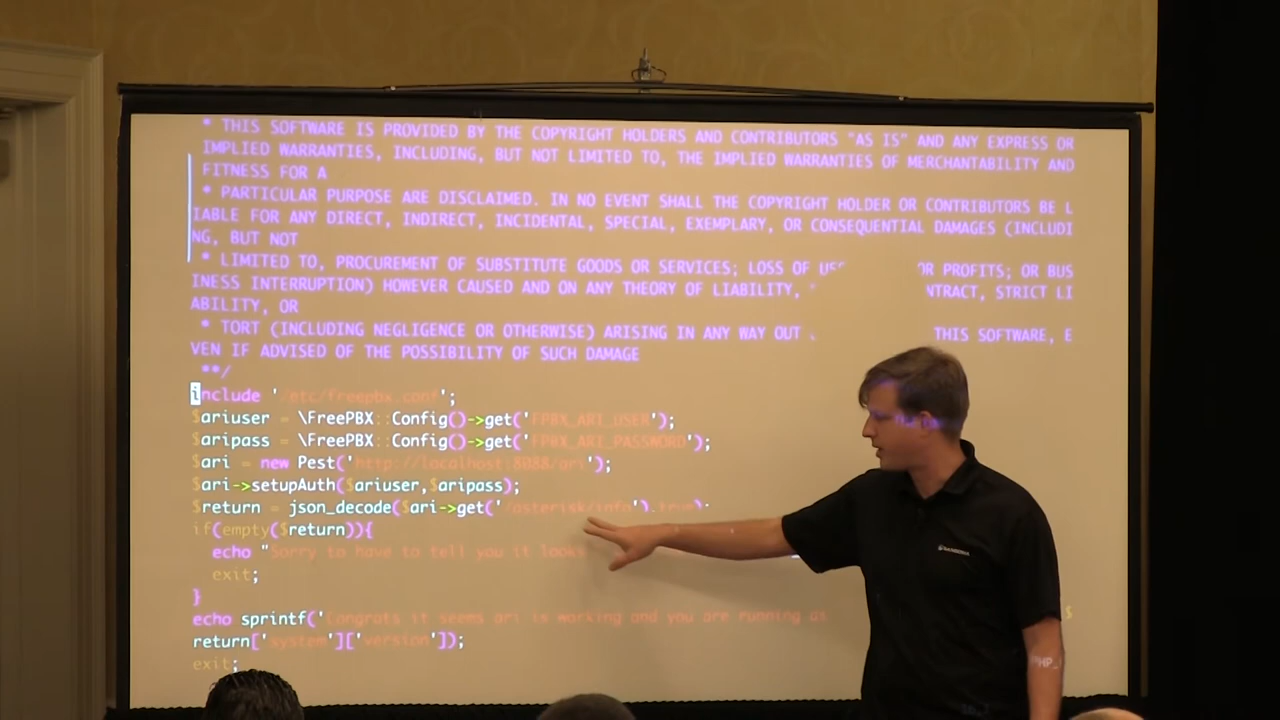 * THIS SOFTWARE IS PROVIDED BY THE COPYRIGHT HOLDERS AND CONTRIBUTORS "AS IS" AND ANY EXPRESS OR
IMPLIED WARRANTIES, INCLUDING, BUT NOT LIMITED TO, THE IMPLIED WARRANTIES OF MERCHANTABILITY AND
FITNESS FOR A
* PARTICULAR PURPOSE ARE DISCLAIMED. IN NO EVENT SHALL THE COPYRIGHT HOLDER OR CONTRIBUTORS BE L
IABLE FOR ANY DIRECT, INDIRECT, INCIDENTAL, SPECIAL, EXEMPLARY, OR CONSEQUENTIAL DAMAGES (INCLUDI
NG, BUT NOT
* LIMITED TO, PROCUREMENT OF SUBSTITUTE GOODS OR SERVICES; LOSS OF USE OR PROFITS; OR BUS
INESS INTERRUPTION) HOWEVER CAUSED AND ON ANY THEORY OF LIABILITY, NTRACT, STRICT LI
ABILITY, OR
* TORT (INCLUDING NEGLIGENCE OR OTHERWISE) ARISING IN ANY WAY OUT THIS SOFTWARE, E
VEN IF ADVISED OF THE POSSIBILITY OF SUCH DAMAGE
**/
include '/etc/freepbx.conf';
$ariuser = \FreePBX::Config()->get('FPBX_ARI_USER');
$aripass = \FreePBX::Config()->get('FPBX_ARI_PASSWORD');
$ari = new Pest('http://localhost:8088/ari');
$ari->setupAuth($ariuser,$aripass);
$return = json_decode($ari->get('/asterisk/info'),true);
if(empty($return)){
echo "Sorry to have to tell you it looks
exit;
}
echo sprintf('Congrats it seems ari is working and you are running as $
return['system']['version']);
exit;
SANGOMA
PHP_